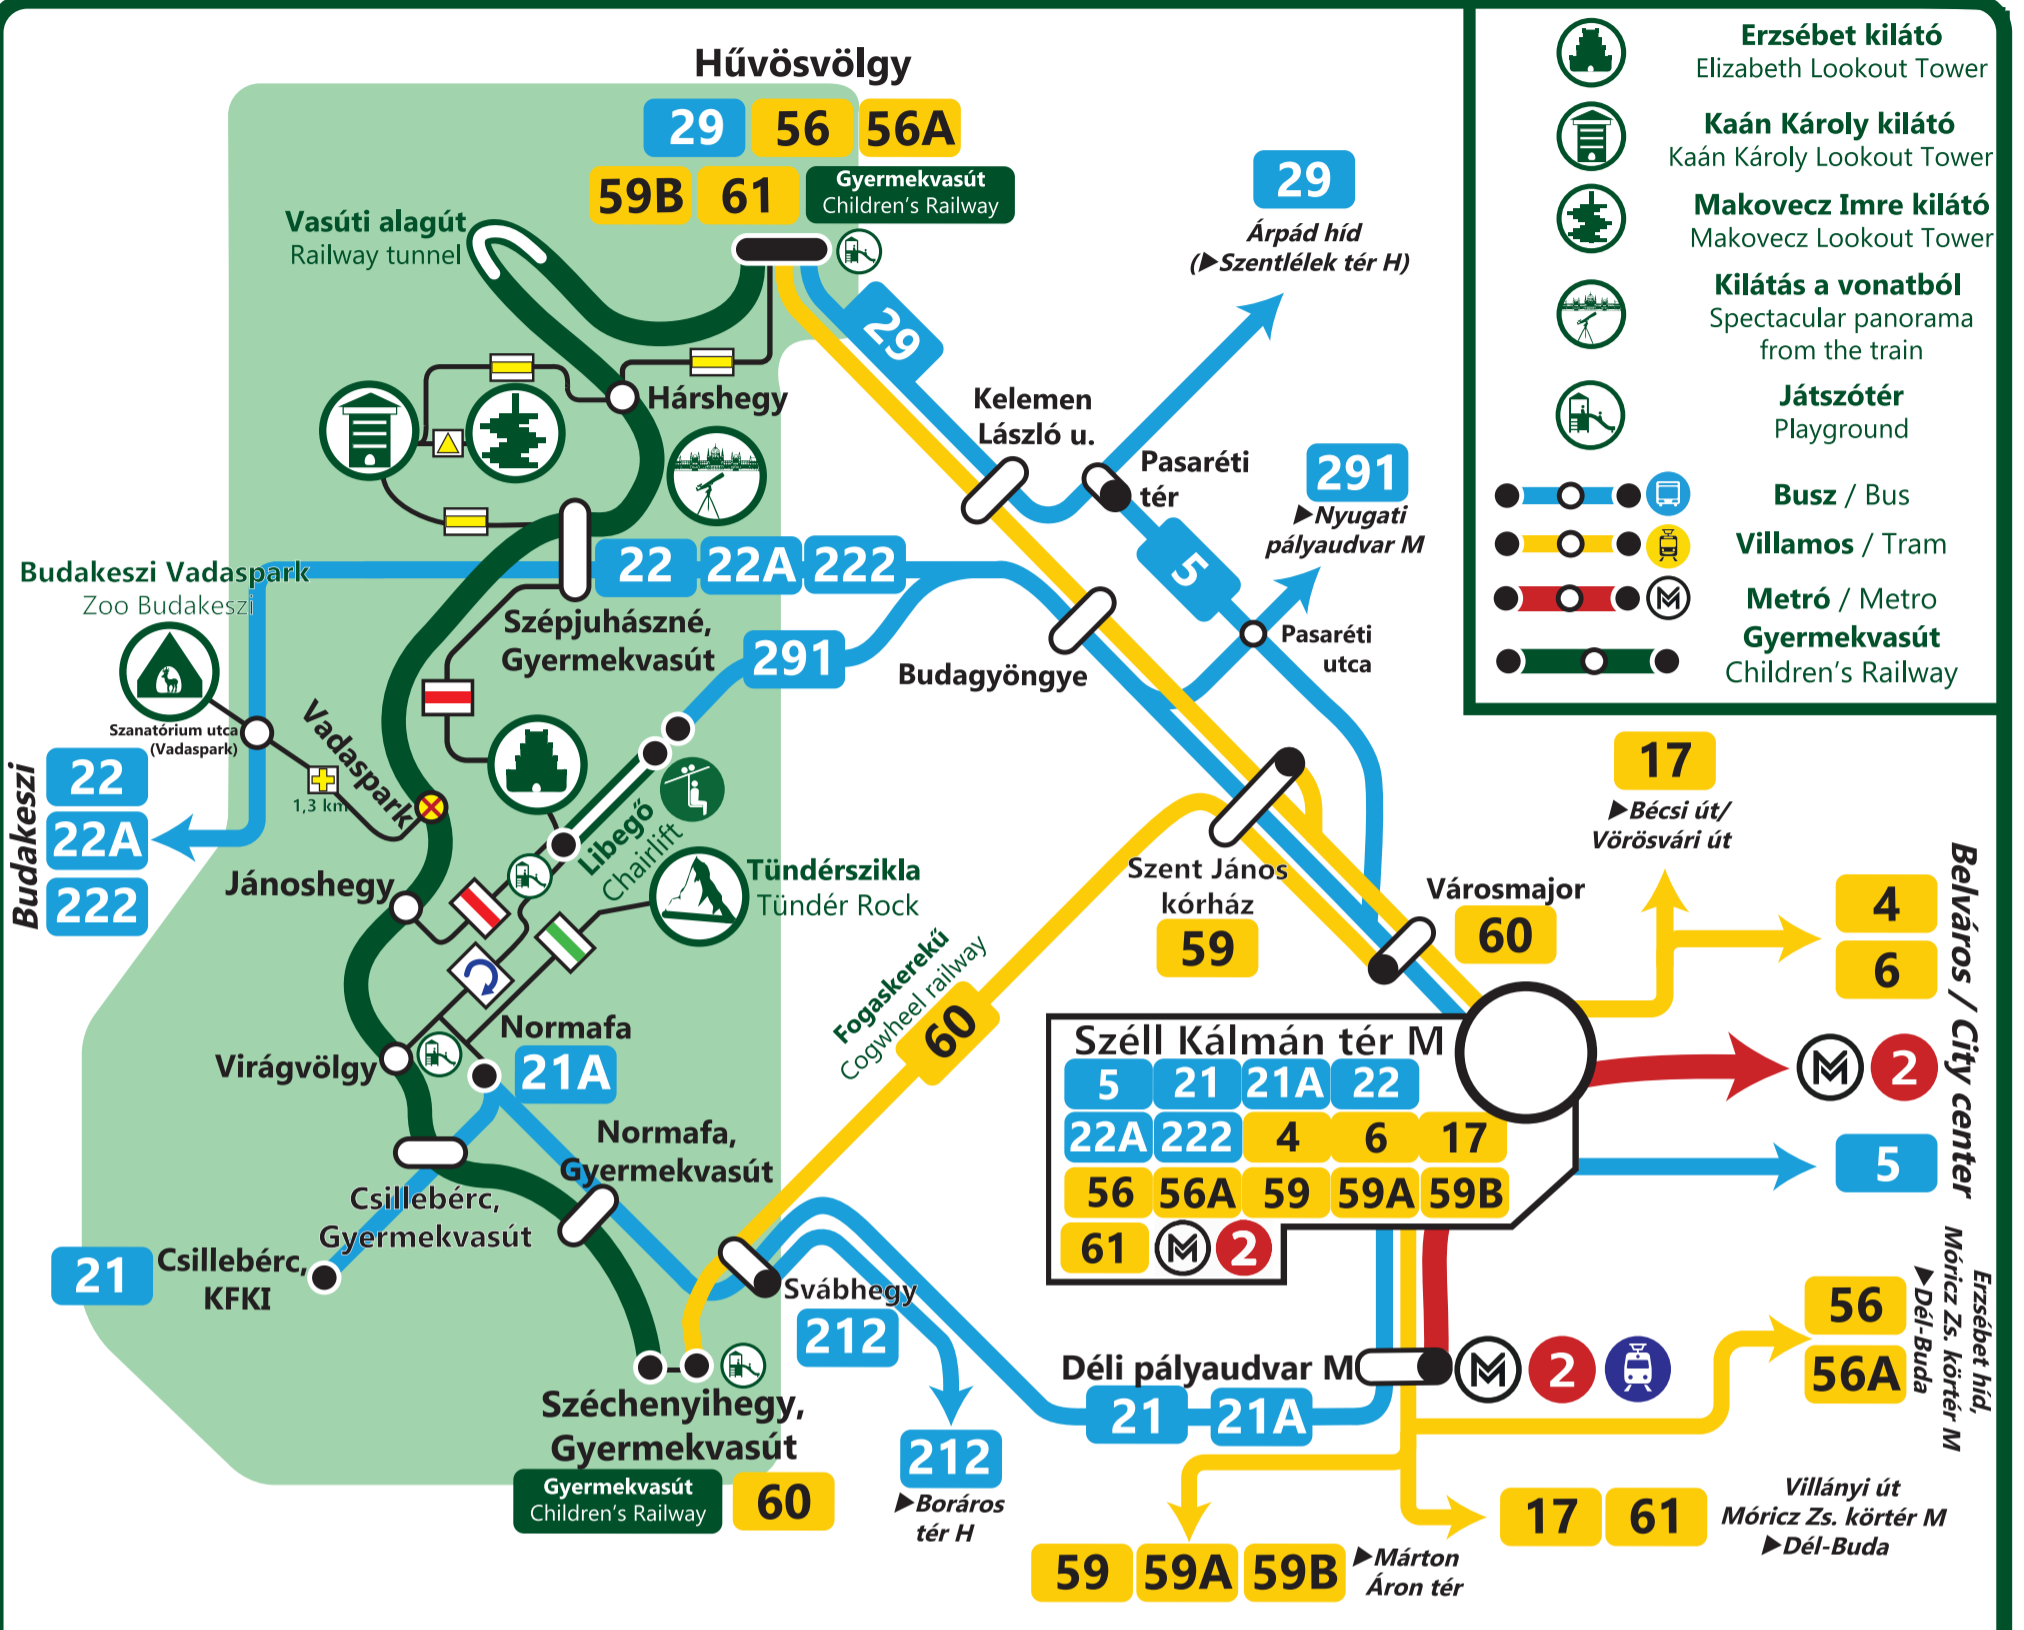 Hűvösvölgy
29 56 56A
59B 61
Gyermekvasút
Children's Railway
Vasúti alagút
Railway tunnel
29
Árpád híd
(▶Szentlélek tér H)
29
Hárshegy
Kelemen
László u.
Pasaréti
tér
291
▶Nyugati
pályaudvar M
5
22 22A 222
Budakeszi Vadaspark
Zoo Budakeszi
Szépjuhászné,
Gyermekvasút
291
Budagyöngye
Pasaréti
utca
Szanatórium utca
(Vadaspark)
1,3 km
Vadaspark
Budakeszi
22
22A
222
Jánoshegy
Libegő
Chairlift
Tündérszikla
Tündér Rock
Szent János
kórház
59
Városmajor
60
17
▶Bécsi út/
Vörösvári út
4
6
M 2
5
Belváros / City center
Fogaskerekű
Cogwheel railway
60
Virágvölgy
Normafa
21A
Normafa,
Gyermekvasút
Csillebérc,
Gyermekvasút
21
Csillebérc,
KFKI
Svábhegy
212
Széll Kálmán tér M
5 21 21A 22
22A 222 4 6 17
56 56A 59 59A 59B
61 M 2
Déli pályaudvar M
M 2
21 21A
56
56A
Erzsébet híd,
Móricz Zs. körtér M
▶Dél-Buda
Széchenyihegy,
Gyermekvasút
Gyermekvasút
Children's Railway
60
212
▶Boráros
tér H
59 59A 59B
▶Márton
Áron tér
17 61
Villányi út
Móricz Zs. körtér M
▶Dél-Buda
Erzsébet kilátó
Elizabeth Lookout Tower
Kaán Károly kilátó
Kaán Károly Lookout Tower
Makovecz Imre kilátó
Makovecz Lookout Tower
Kilátás a vonatból
Spectacular panorama
from the train
Játszótér
Playground
Busz / Bus
Villamos / Tram
M Metró / Metro
Gyermekvasút
Children's Railway